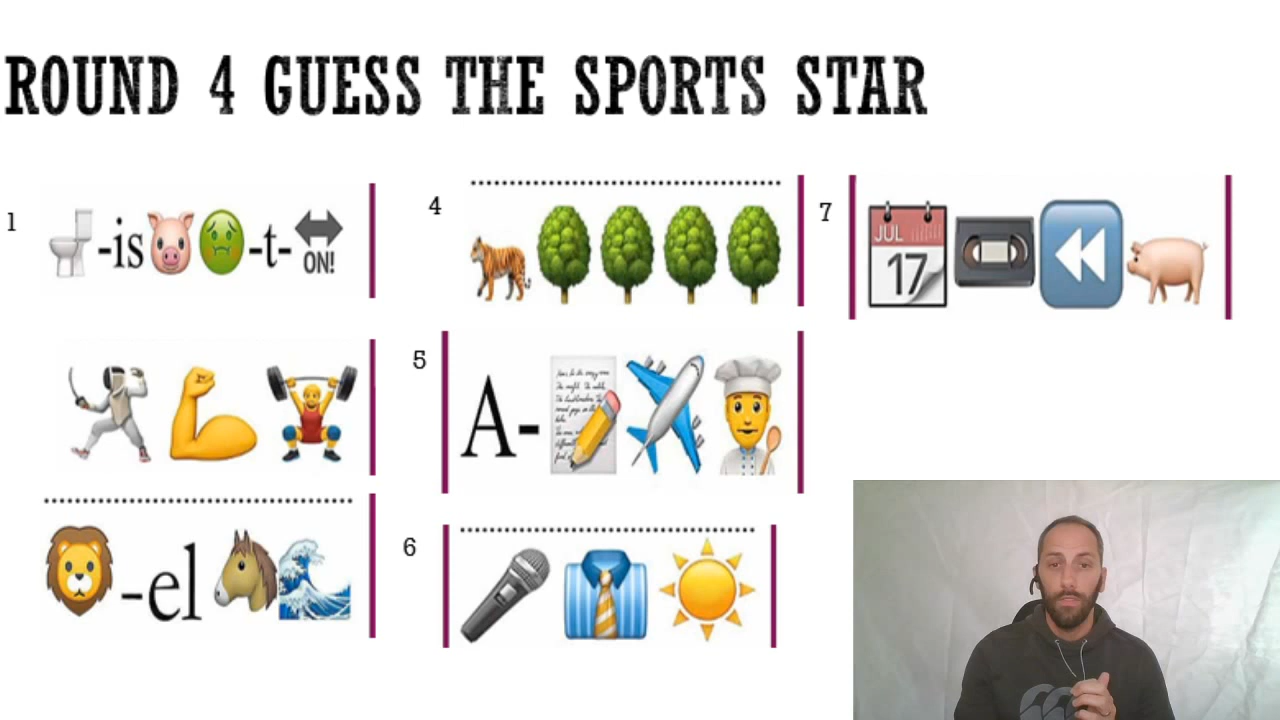 ROUND 4 GUESS THE SPORTS STAR
1
-is
-t-
ON!
-el
4
5
A-
6
7
JUL
17